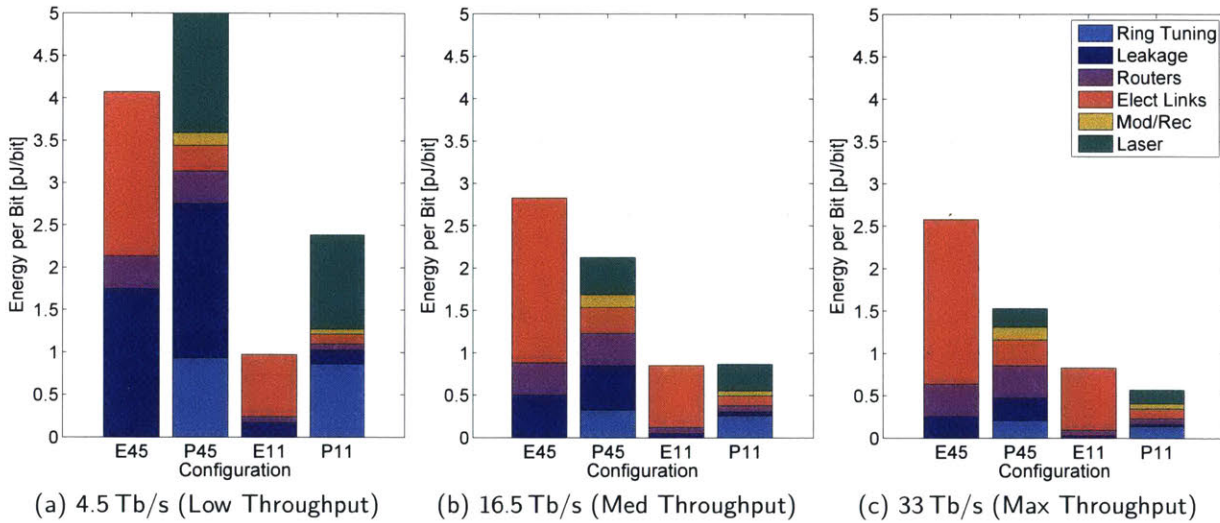 5
4.5
4
3.5
3
2.5
2
1.5
1
0.5
0
Energy per Bit [pJ/bit]
E45 P45 E11 P11
Configuration
(a) 4.5 Tb/s (Low Throughput)
5
4.5
4
3.5
3
2.5
2
1.5
1
0.5
0
Energy per Bit [pJ/bit]
E45 P45 E11 P11
Configuration
(b) 16.5 Tb/s (Med Throughput)
5
4.5
4
3.5
3
2.5
2
1.5
1
0.5
0
Energy per Bit [pJ/bit]
Ring Tuning
Leakage
Routers
Elect Links
Mod/Rec
Laser
E45 P45 E11 P11
Configuration
(c) 33 Tb/s (Max Throughput)